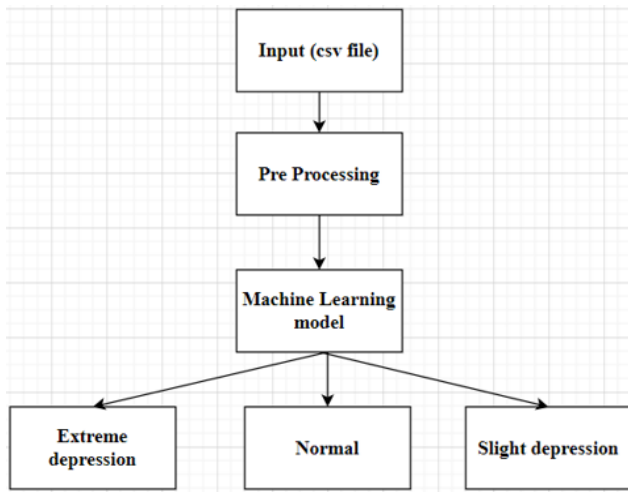 Input (csv file)
Pre Processing
Machine Learning
model
Extreme
depression
Normal
Slight depression